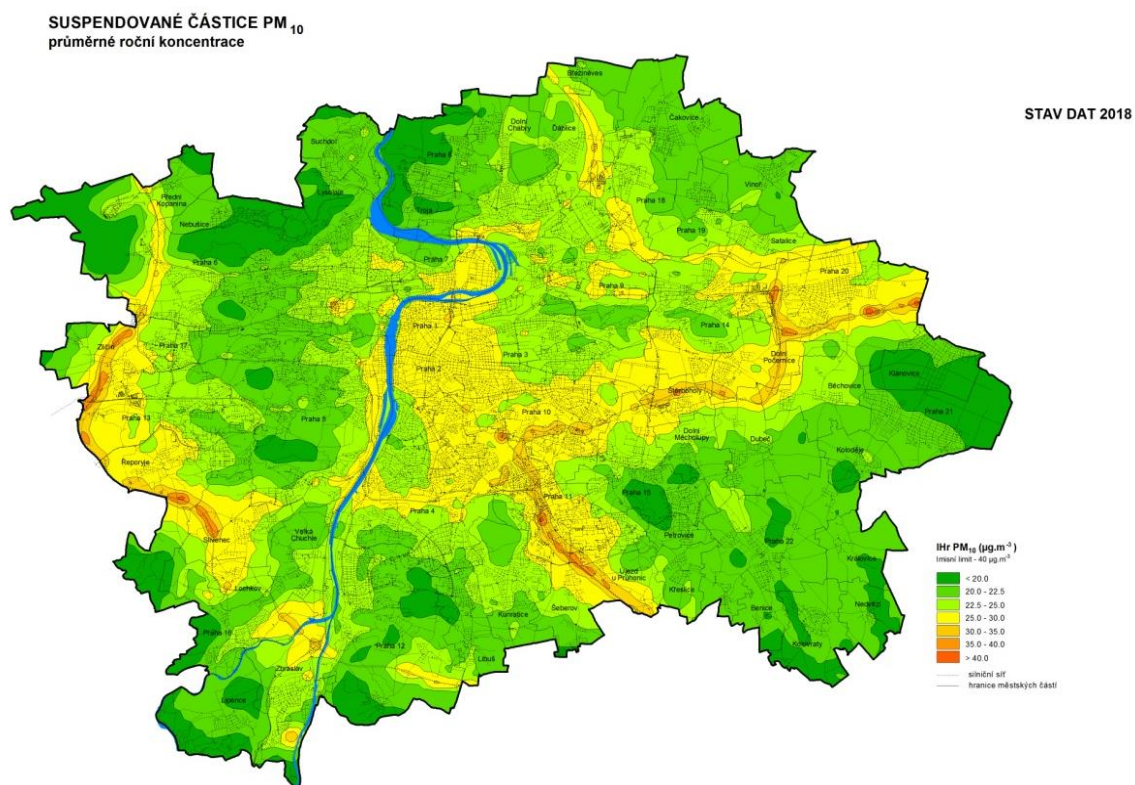 SUSPENDOVANÉ ČÁSTICE PM 10
průměrné roční koncentrace
STAV DAT 2018
Březiněves
Čakovice
Dolní
Chabry
Ďáblice
Suchdol
Praha 8
Vinoř
Přední
Kopanina
Praha 18
Nebušice
Praha 19
Troja
Satalice
Praha 6
Praha 7
Praha 20
Praha 9
Praha 1
Praha 14
Zličín
Praha 17
Praha 3
Dolní
Počernice
Praha 2
Klánovice
Štěrboholy
Běchovice
Praha 13
Praha 10
Praha 21
Praha 5
Dolní
Měcholupy
Dubeč
Koloděje
Řeporyje
Praha 11
Praha 15
Praha 4
Velká
Chuchle
Petrovice
Slivenec
Praha 22
Královice
Újezd
u Průhonic
Lochkov
Křeslice
Nedvězí
Šeberov
Benice
Kunratice
Praha 16
Praha 12
Kolovraty
Libuš
Zbraslav
Lipence
IHr PM10 (µg.m-3)
Imisní limit - 40 µg.m-3
< 20.0
20.0 - 22.5
22.5 - 25.0
25.0 - 30.0
30.0 - 35.0
35.0 - 40.0
> 40.0
silniční síť
hranice městských částí